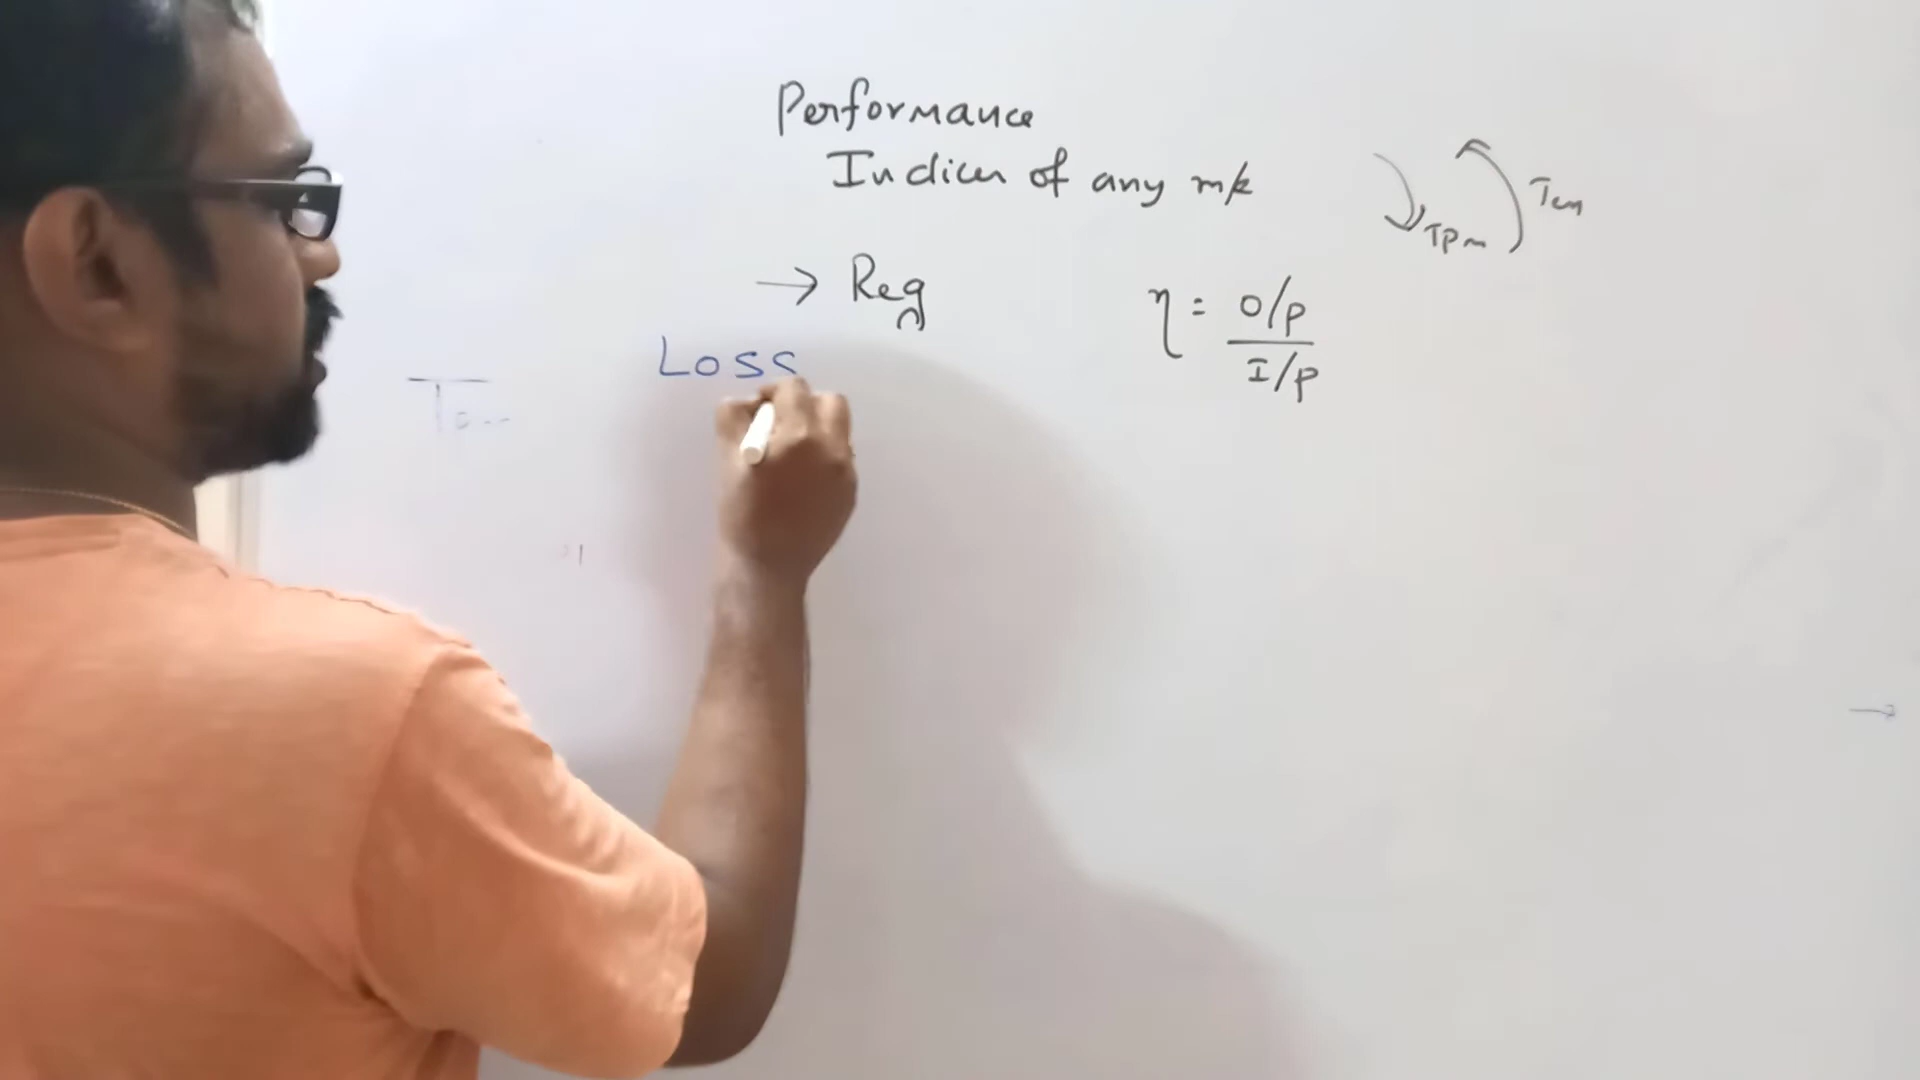 Performance
Indices of any m/c
TPm
Tem
→ Reg
η = O/P
I/P
Loss